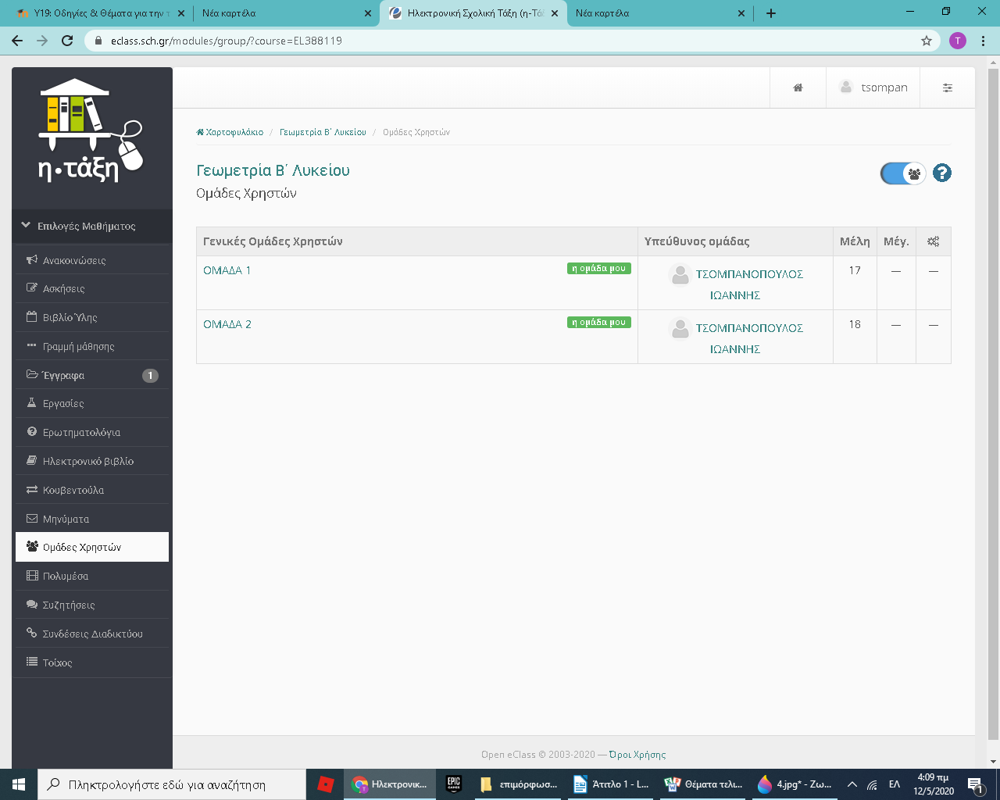 Υ19: Οδηγίες & Θέματα για την τ
Νέα καρτέλα
Ηλεκτρονική Σχολική Τάξη (η-Τά
Νέα καρτέλα
eclass.sch.gr/modules/group/?course=EL388119
T
η•τάξη
tsompan
Χαρτοφυλάκιο / Γεωμετρία Β΄ Λυκείου / Ομάδες Χρηστών
Γεωμετρία Β΄ Λυκείου
Ομάδες Χρηστών
Γενικές Ομάδες Χρηστών Υπεύθυνος ομάδας Μέλη Μέγ.
ΟΜΑΔΑ 1 η ομάδα μου ΤΣΟΜΠΑΝΟΠΟΥΛΟΣ 17 — —
ΙΩΑΝΝΗΣ
ΟΜΑΔΑ 2 η ομάδα μου ΤΣΟΜΠΑΝΟΠΟΥΛΟΣ 18 — —
ΙΩΑΝΝΗΣ
Επιλογές Μαθήματος
Ανακοινώσεις
Ασκήσεις
Βιβλίο Ύλης
Γραμμή μάθησης
Έγγραφα 1
Εργασίες
Ερωτηματολόγια
Ηλεκτρονικό βιβλίο
Κουβεντούλα
Μηνύματα
Ομάδες Χρηστών
Πολυμέσα
Συζητήσεις
Συνδέσεις Διαδικτύου
Τοίχος
Open eClass © 2003-2020 — Όροι Χρήσης
Πληκτρολογήστε εδώ για αναζήτηση
Ηλεκτρονικ...
EPIC GAMES
επιμόρφωσ...
Άτιτλο 1 - L...
Θέματα τελι...
4.jpg* - Ζω...
ΕΛ
4:09 πμ
12/5/2020
1